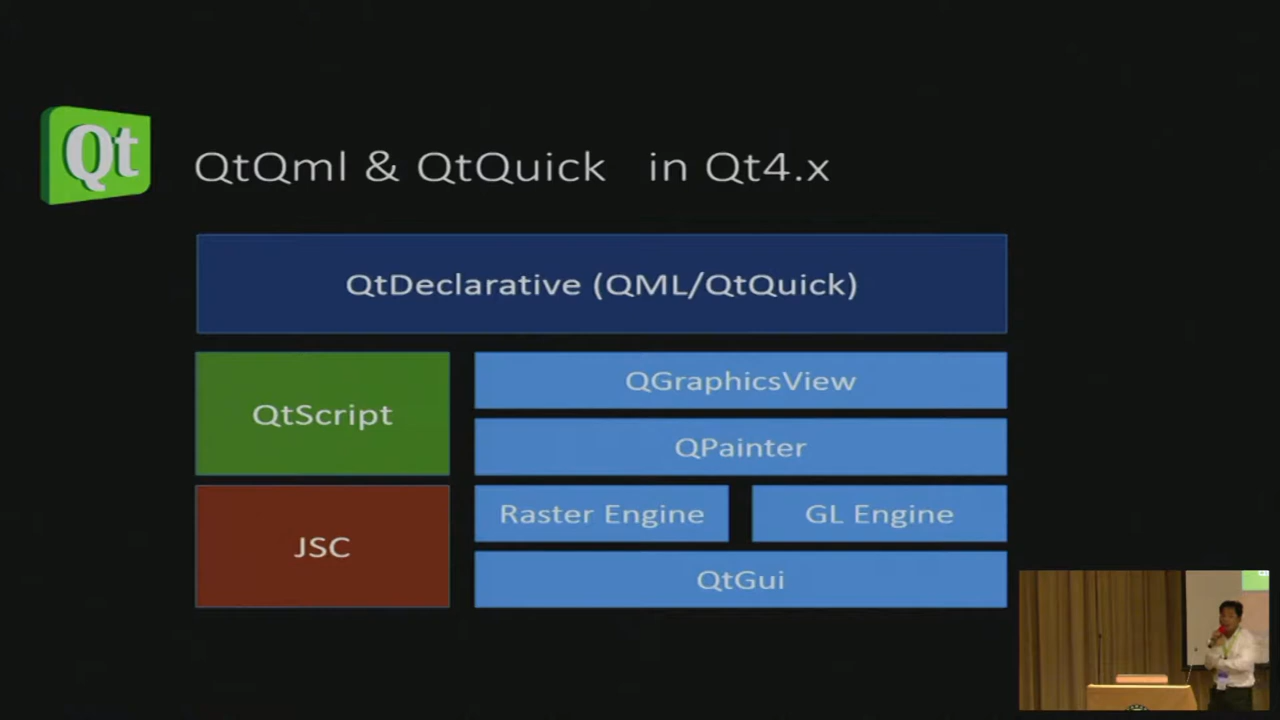 Qt
QtQml & QtQuick in Qt4.x
QtDeclarative (QML/QtQuick)
QtScript
QGraphicsView
QPainter
JSC
Raster Engine
GL Engine
QtGui